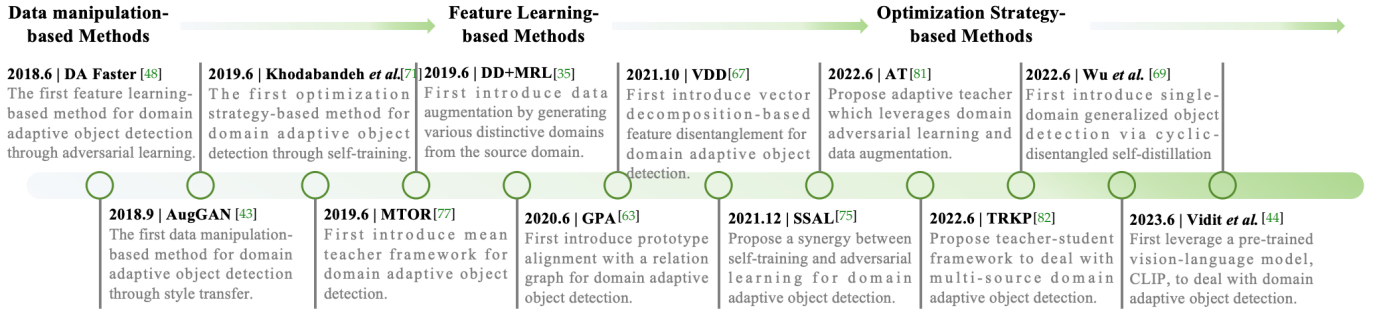 Data manipulation-
based Methods
Feature Learning-
based Methods
Optimization Strategy-
based Methods
2018.6 | DA Faster [48]
The first feature learning-
based method for domain
adaptive object detection
through adversarial learning.
2019.6 | Khodabandeh et al.[71]
The first optimization
strategy-based method for
domain adaptive object
detection through self-training.
2019.6 | DD+MRL[35]
First introduce data
augmentation by generating
various distinctive domains
from the source domain.
2021.10 | VDD[67]
First introduce vector
decomposition-based
feature disentanglement for
domain adaptive object
detection.
2022.6 | AT[81]
Propose adaptive teacher
which leverages domain
adversarial learning and
data augmentation.
2022.6 | Wu et al. [69]
First introduce single-
domain generalized object
detection via cyclic-
disentangled self-distillation
2018.9 | AugGAN [43]
The first data manipulation-
based method for domain
adaptive object detection
through style transfer.
2019.6 | MTOR[77]
First introduce mean
teacher framework for
domain adaptive object
detection.
2020.6 | GPA[63]
First introduce prototype
alignment with a relation
graph for domain adaptive
object detection.
2021.12 | SSAL[75]
Propose a synergy between
self-training and adversarial
learning for domain
adaptive object detection.
2022.6 | TRKP[82]
Propose teacher-student
framework to deal with
multi-source domain
adaptive object detection.
2023.6 | Vidit et al. [44]
First leverage a pre-trained
vision-language model,
CLIP, to deal with domain
adaptive object detection.